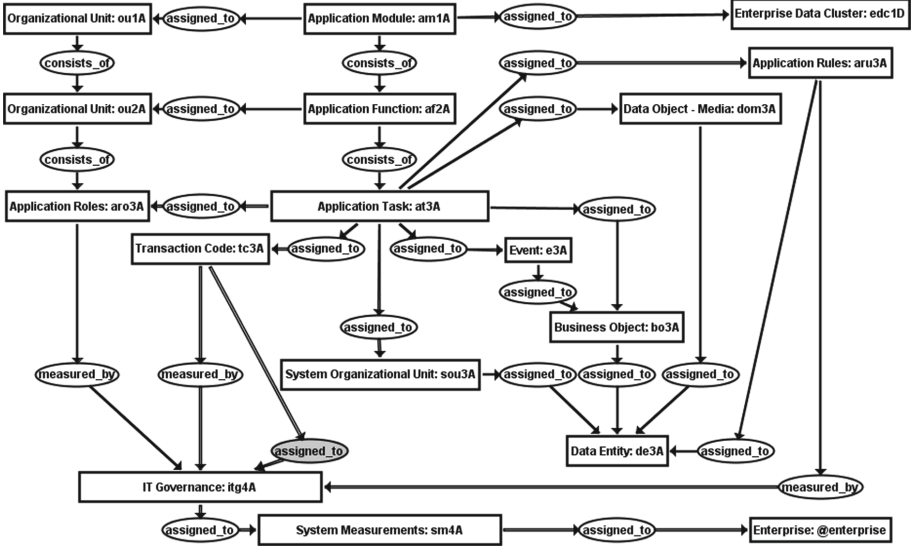 Organizational Unit: ou1A
assigned_to
Application Module: am1A
assigned_to
Enterprise Data Cluster: edc1D
consists_of
consists_of
assigned_to
Application Rules: aru3A
Organizational Unit: ou2A
assigned_to
Application Function: af2A
assigned_to
Data Object - Media: dom3A
consists_of
consists_of
Application Roles: aro3A
assigned_to
Application Task: at3A
assigned_to
Transaction Code: tc3A
assigned_to
assigned_to
Event: e3A
assigned_to
assigned_to
Business Object: bo3A
measured_by
measured_by
System Organizational Unit: sou3A
assigned_to
assigned_to
assigned_to
assigned_to
Data Entity: de3A
assigned_to
IT Governance: itg4A
measured_by
assigned_to
System Measurements: sm4A
assigned_to
Enterprise: @enterprise